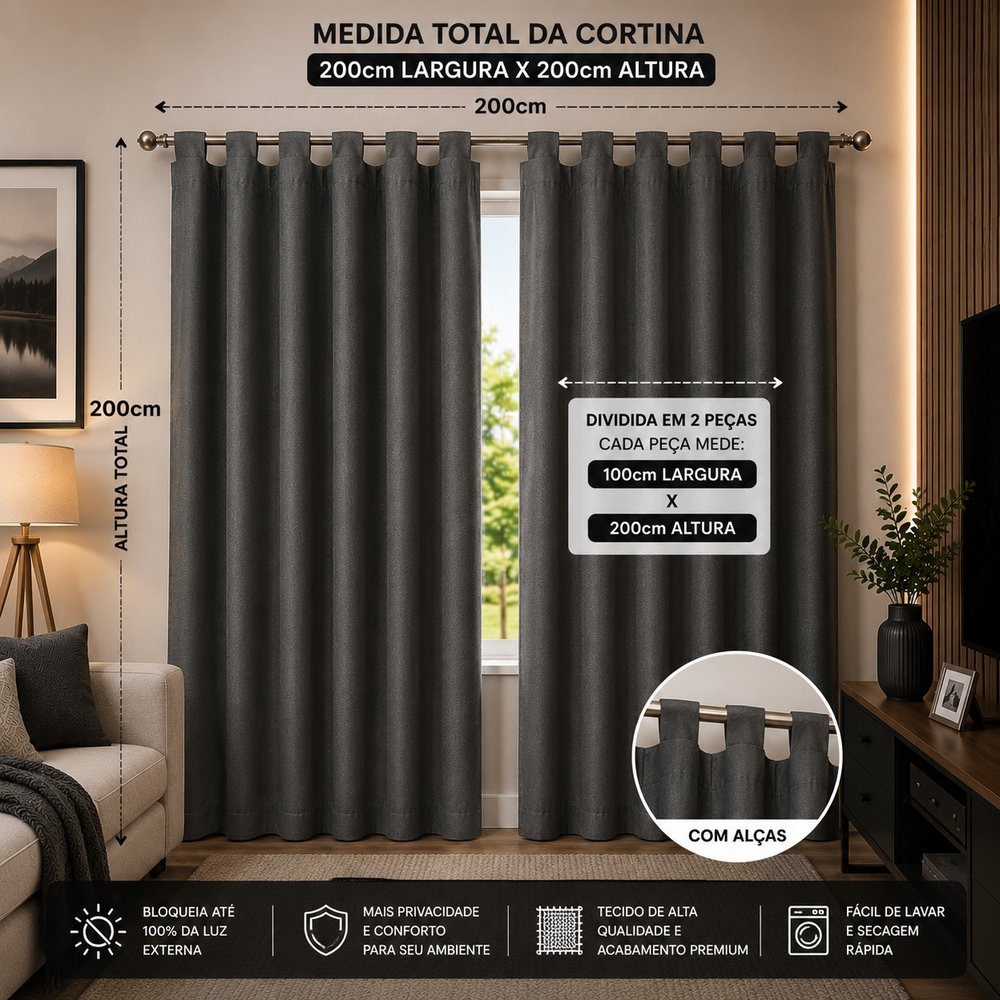 MEDIDA TOTAL DA CORTINA
200cm LARGURA X 200cm ALTURA
200cm
200cm
ALTURA TOTAL
DIVIDIDA EM 2 PEÇAS
CADA PEÇA MEDE:
100cm LARGURA
X
200cm ALTURA
COM ALÇAS
BLOQUEIA ATÉ
100% DA LUZ
EXTERNA
MAIS PRIVACIDADE
E CONFORTO
PARA SEU AMBIENTE
TECIDO DE ALTA
QUALIDADE E
ACABAMENTO PREMIUM
FÁCIL DE LAVAR
E SECAGEM
RÁPIDA